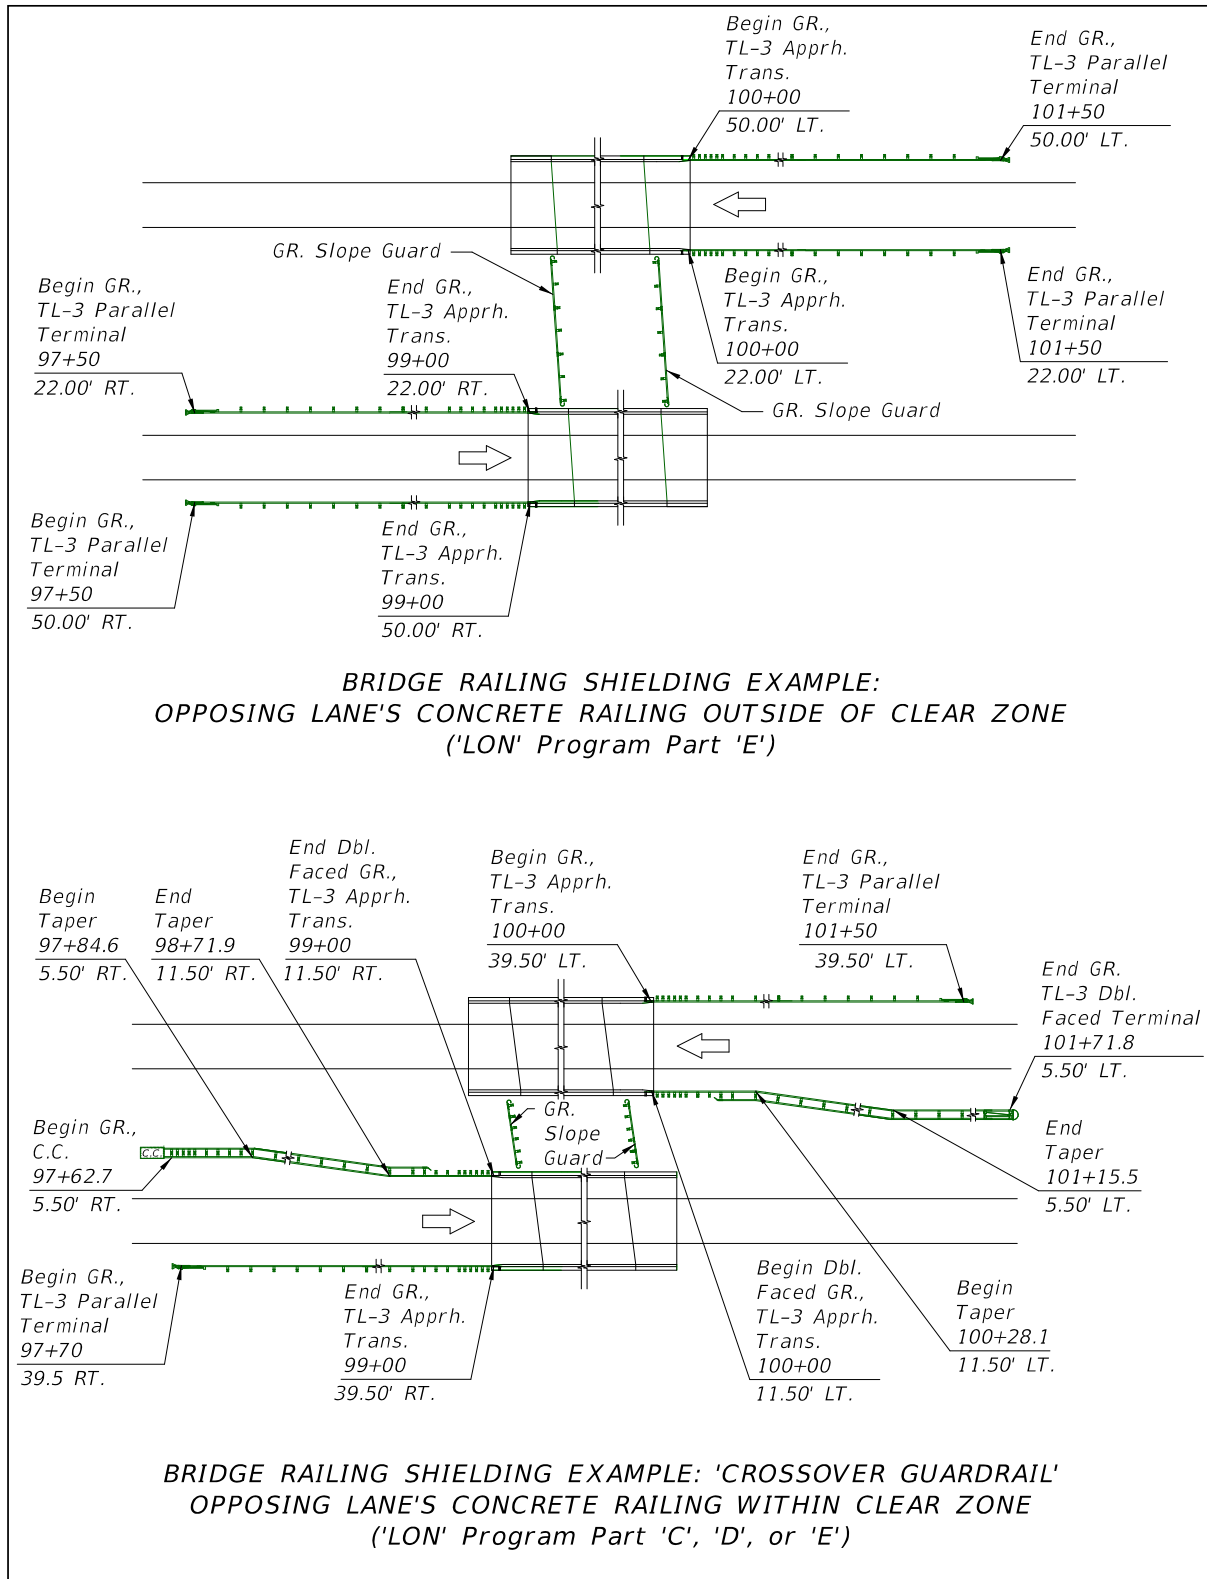 Begin GR.,
TL-3 Apprh.
Trans.
100+00
50.00' LT.
End GR.,
TL-3 Parallel
Terminal
101+50
50.00' LT.
GR. Slope Guard
Begin GR.,
TL-3 Parallel
Terminal
97+50
22.00' RT.
End GR.,
TL-3 Apprh.
Trans.
99+00
22.00' RT.
Begin GR.,
TL-3 Apprh.
Trans.
100+00
22.00' LT.
End GR.,
TL-3 Parallel
Terminal
101+50
22.00' LT.
GR. Slope Guard
Begin GR.,
TL-3 Parallel
Terminal
97+50
50.00' RT.
End GR.,
TL-3 Apprh.
Trans.
99+00
50.00' RT.
BRIDGE RAILING SHIELDING EXAMPLE:
OPPOSING LANE'S CONCRETE RAILING OUTSIDE OF CLEAR ZONE
('LON' Program Part 'E')
Begin
Taper
97+84.6
5.50' RT.
End
Taper
98+71.9
11.50' RT.
End Dbl.
Faced GR.,
TL-3 Apprh.
Trans.
99+00
11.50' RT.
Begin GR.,
TL-3 Apprh.
Trans.
100+00
39.50' LT.
End GR.,
TL-3 Parallel
Terminal
101+50
39.50' LT.
End GR.
TL-3 Dbl.
Faced Terminal
101+71.8
5.50' LT.
Begin GR.,
C.C.
97+62.7
5.50' RT.
C.C.
GR.
Slope
Guard
End
Taper
101+15.5
5.50' LT.
Begin GR.,
TL-3 Parallel
Terminal
97+70
39.5 RT.
End GR.,
TL-3 Apprh.
Trans.
99+00
39.50' RT.
Begin Dbl.
Faced GR.,
TL-3 Apprh.
Trans.
100+00
11.50' LT.
Begin
Taper
100+28.1
11.50' LT.
BRIDGE RAILING SHIELDING EXAMPLE: 'CROSSOVER GUARDRAIL'
OPPOSING LANE'S CONCRETE RAILING WITHIN CLEAR ZONE
('LON' Program Part 'C', 'D', or 'E')